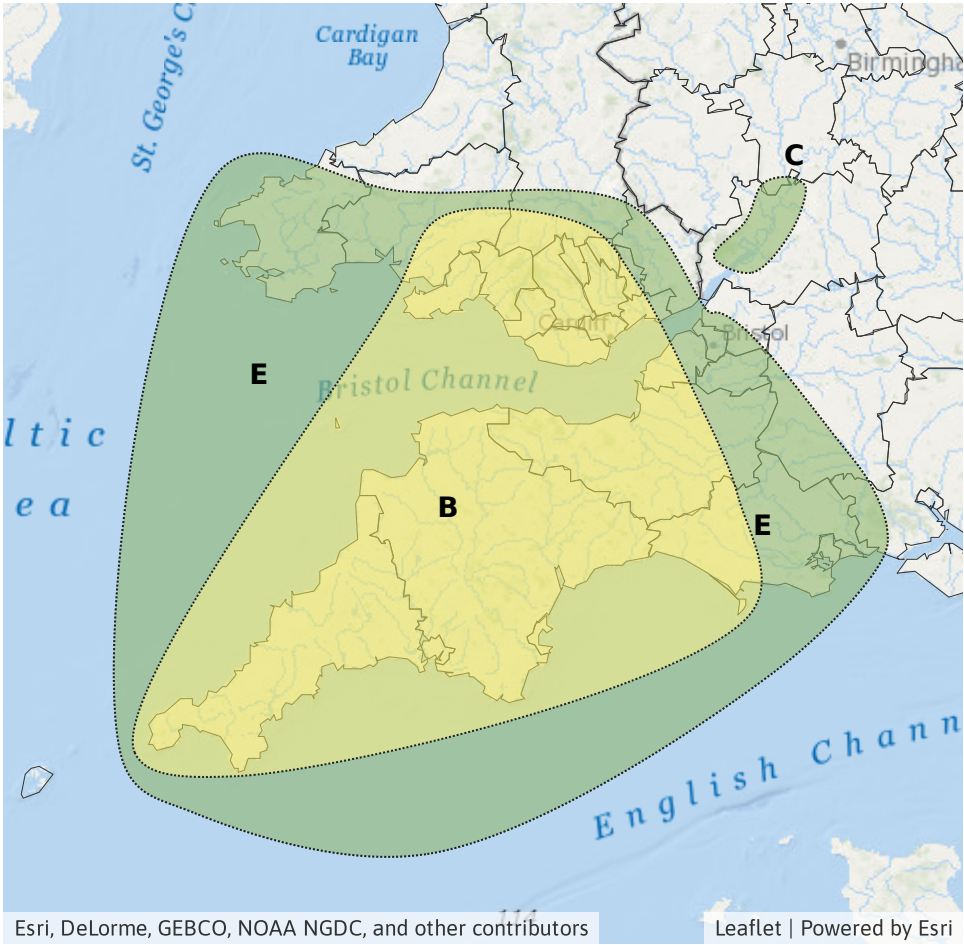 St. George's C
Cardigan
Bay
Birmingha
C
Cardiff
Bristol
E
Bristol Channel
ltic
ea
B
E
English Chann
114
Esri, DeLorme, GEBCO, NOAA NGDC, and other contributors
Leaflet | Powered by Esri